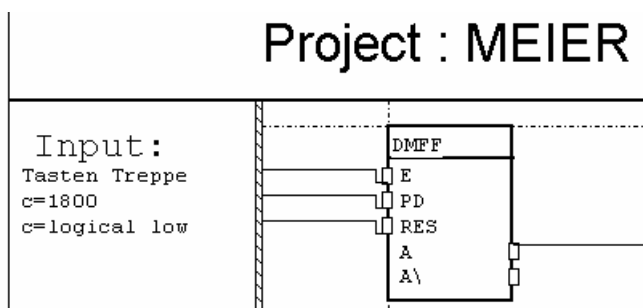 Project : MEIER
Input:
Tasten Treppe
c=1800
c=logical low
DMFF
E
PD
RES
A
A\